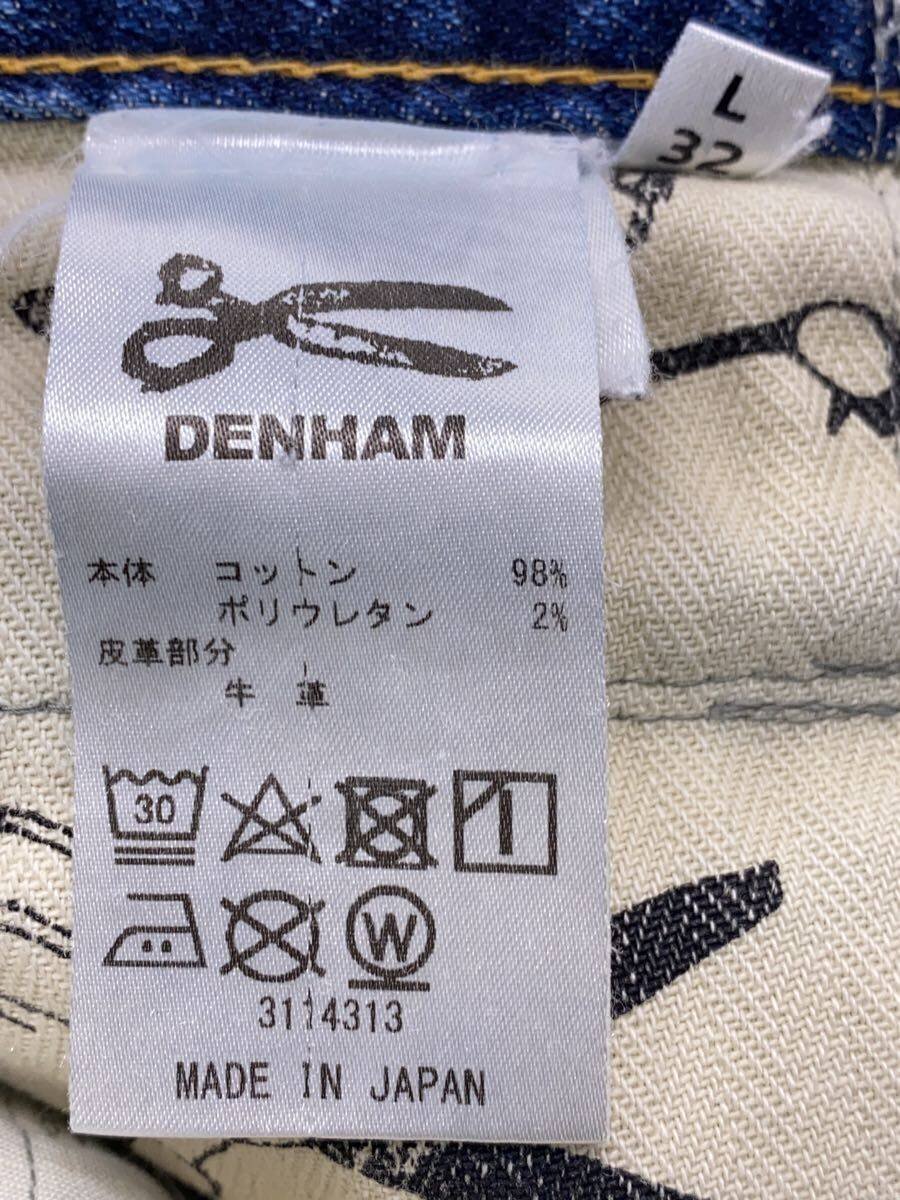 L
32
DENHAM
本体 コットン 98%
ポリウレタン 2%
皮革部分
牛 革
30
W
3114313
MADE IN JAPAN